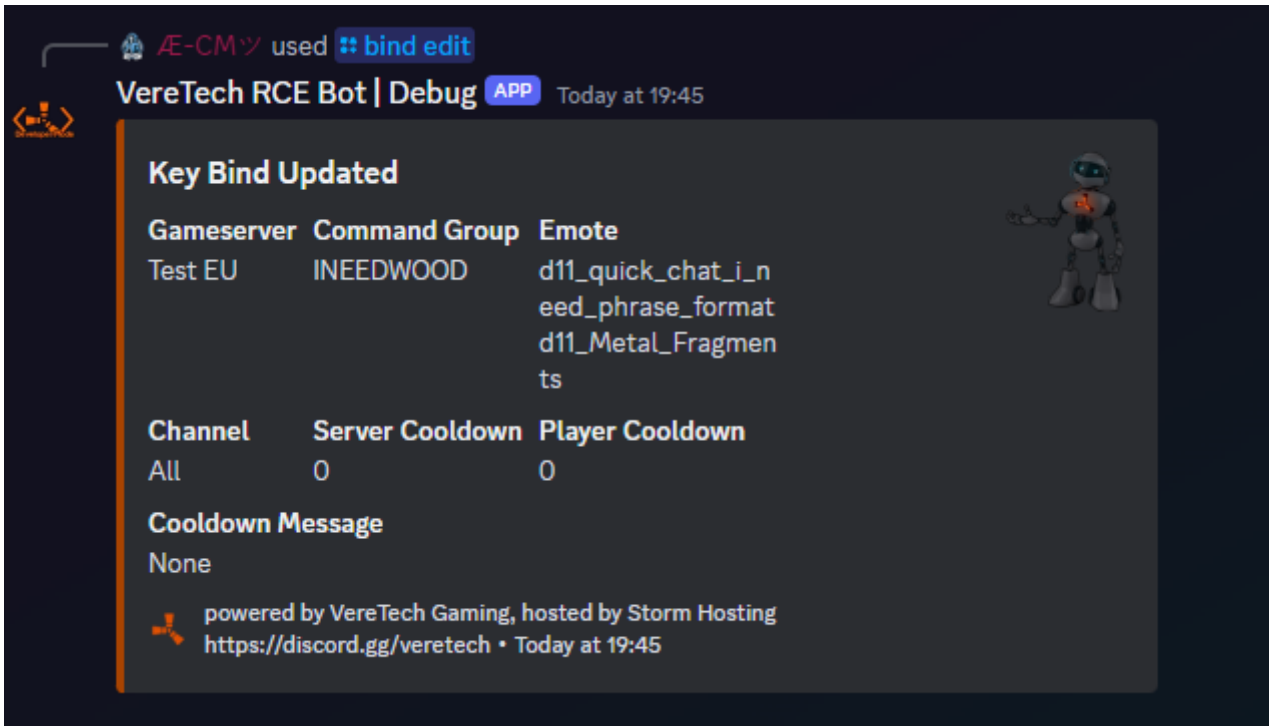 Æ-CMツ used bind edit
VereTech RCE Bot | Debug APP Today at 19:45
Key Bind Updated
Gameserver Command Group Emote
Test EU INEEDWOOD d11_quick_chat_i_n
eed_phrase_format
d11_Metal_Fragmen
ts
Channel Server Cooldown Player Cooldown
All 0 0
Cooldown Message
None
powered by VereTech Gaming, hosted by Storm Hosting
https://discord.gg/veretech • Today at 19:45